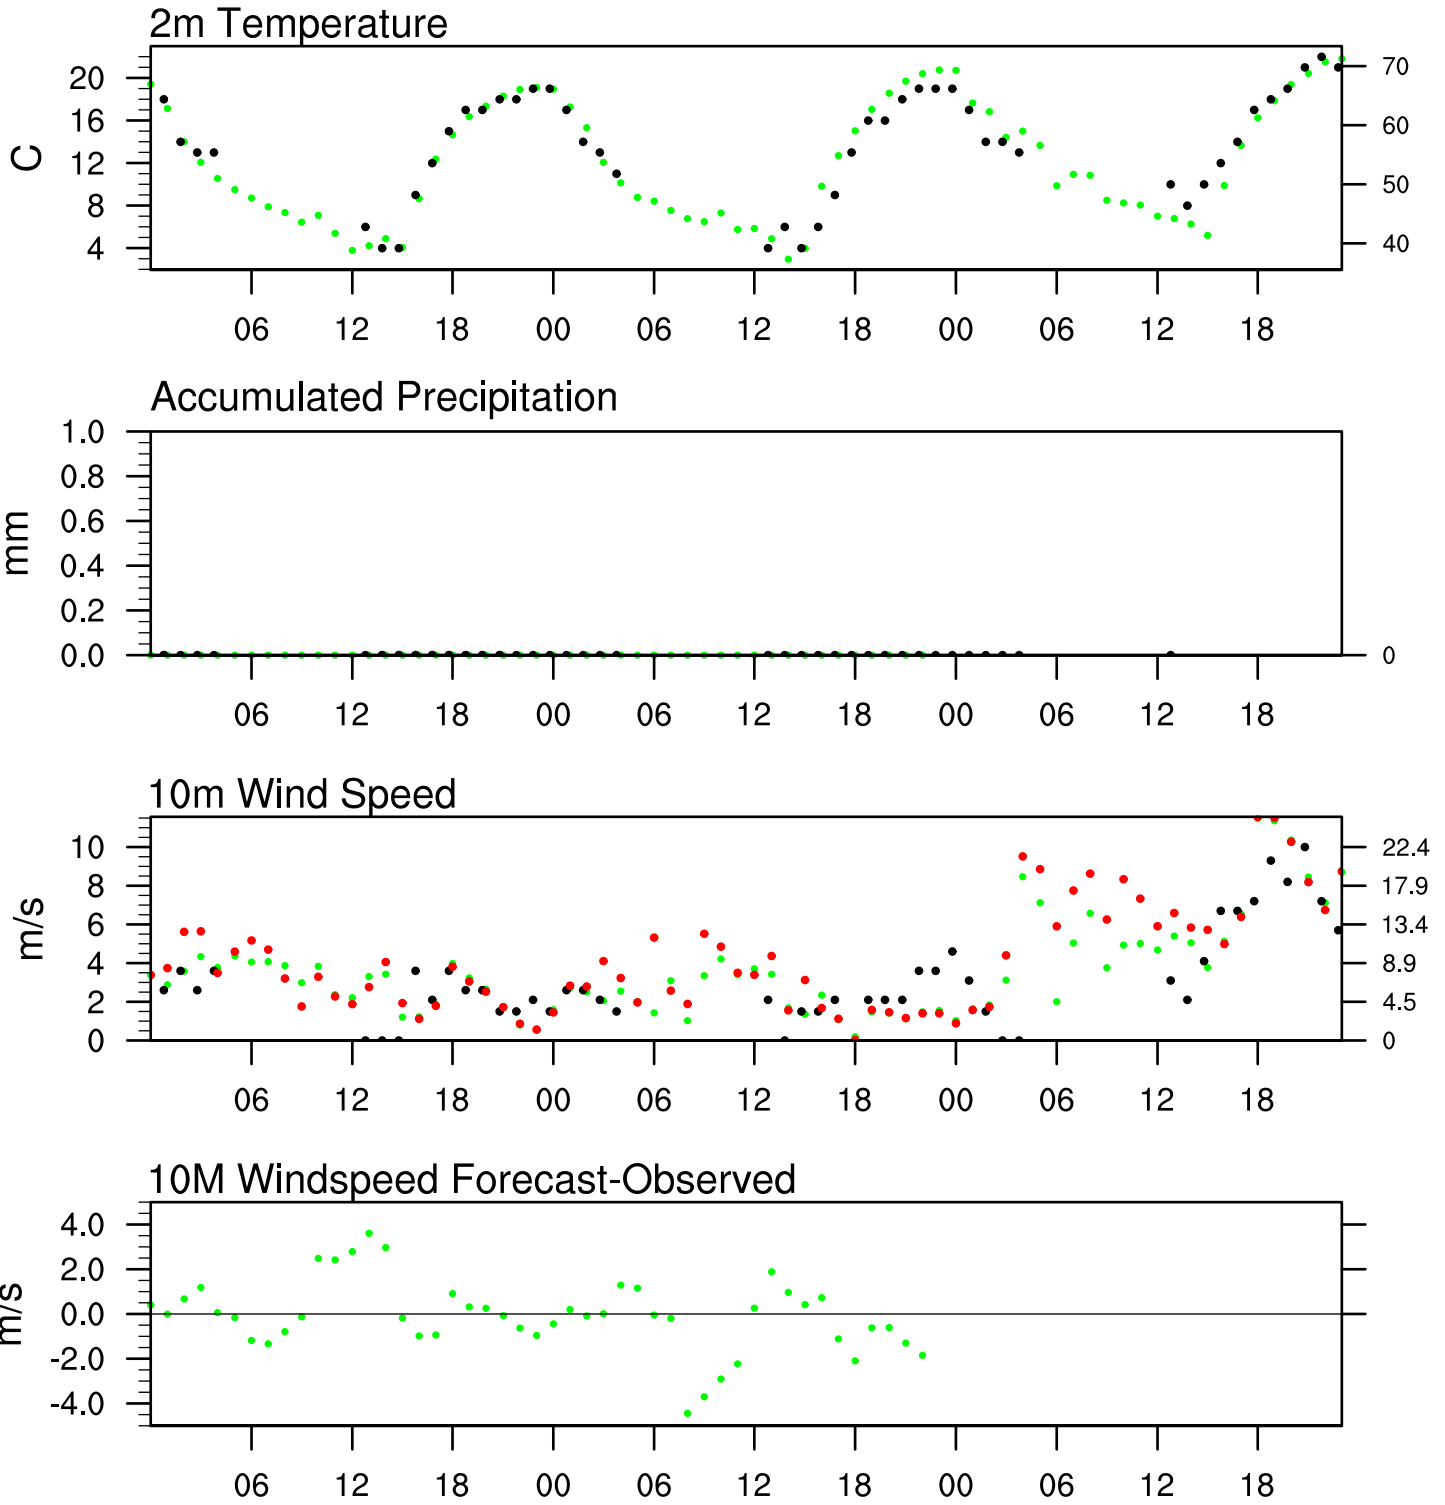 2m Temperature
20 70
16 60
C
12
50
8
4 40
06 12 18 00 06 12 18 00 06 12 18
Accumulated Precipitation
1.0
0.8
0.6
mm
0.4
0.2
0.0 0
06 12 18 00 06 12 18 00 06 12 18
10m Wind Speed
10 22.4
8 17.9
m/s
6 13.4
4 8.9
2 4.5
0 0
06 12 18 00 06 12 18 00 06 12 18
10M Windspeed Forecast-Observed
4.0
2.0
m/s
0.0
-2.0
-4.0
06 12 18 00 06 12 18 00 06 12 18